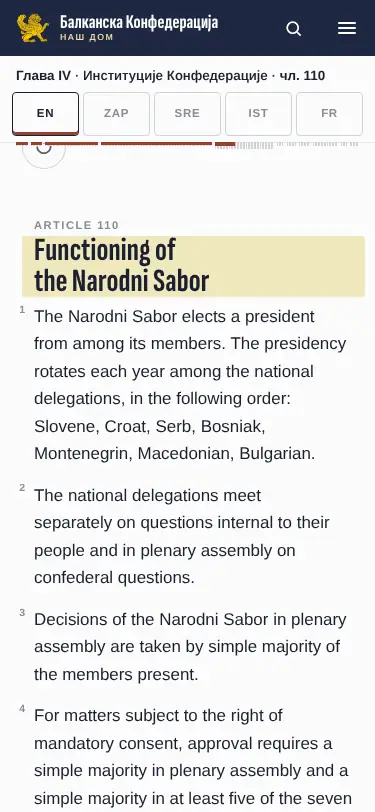 Балканска Конфедерација
НАШ ДОМ
Глава IV · Институције Конфедерације · чл. 110
EN ZAP SRE IST FR
ARTICLE 110
Functioning of
the Narodni Sabor
1 The Narodni Sabor elects a president
from among its members. The presidency
rotates each year among the national
delegations, in the following order:
Slovene, Croat, Serb, Bosniak,
Montenegrin, Macedonian, Bulgarian.
2 The national delegations meet
separately on questions internal to their
people and in plenary assembly on
confederal questions.
3 Decisions of the Narodni Sabor in plenary
assembly are taken by simple majority of
the members present.
4 For matters subject to the right of
mandatory consent, approval requires a
simple majority in plenary assembly and a
simple majority in at least five of the seven